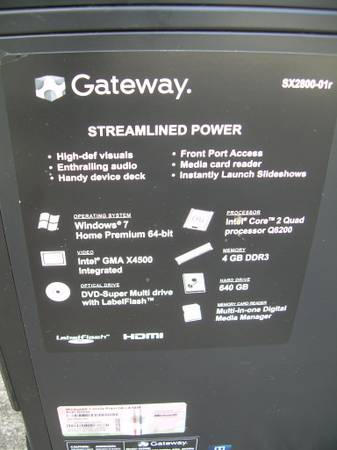 Gateway.
SX2800-01r
STREAMLINED POWER
• High-def visuals
• Enthralling audio
• Handy device deck
• Front Port Access
• Media card reader
• Instantly Launch Slideshows
OPERATING SYSTEM
Windows® 7
Home Premium 64-bit
PROCESSOR
Intel® Core™ 2 Quad
processor Q8200
VIDEO
Intel® GMA X4500
Integrated
MEMORY
4 GB DDR3
OPTICAL DRIVE
DVD-Super Multi drive
with LabelFlash™
HARD DRIVE
640 GB
MEMORY CARD READER
Multi-in-one Digital
Media Manager
LabelFlash
HDMI
Gateway